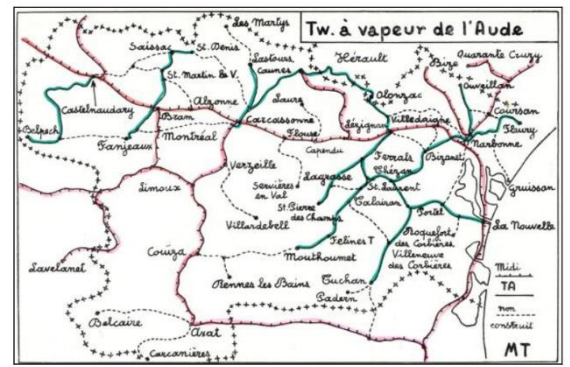 Tw. à vapeur de l'Aude
Les Martys
Hérault
Quarante Cruzy
Bize
Saissac
St. Denis
Lastours
Caunes
Ouveillan
St. Martin le V.
Olonzac
Coursan
Castelnaudary
Alzonne
Laure
Fleury
Belpech
Bram
Carcassonne
Lézignan
Villedaigne
Montréal
Flouse
Narbonne
Fanjeaux
Capendu
Ferrals
Bizanet
Verzeille
Lagrasse
Thézan
Gruissan
Limoux
Servières
en Val
St. Laurent
St. Pierre
des Champs
Talairan
Portel
Villardebell
La Nouvelle
Couiza
Félines T
Roquefort
des Corbières
Mouthoumet
Villeneuve
des Corbières
Lavelanet
Rennes les Bains
Tuchan
Midi
Padern
TA
non
construit
Belcaire
Axat
Carcanières
MT